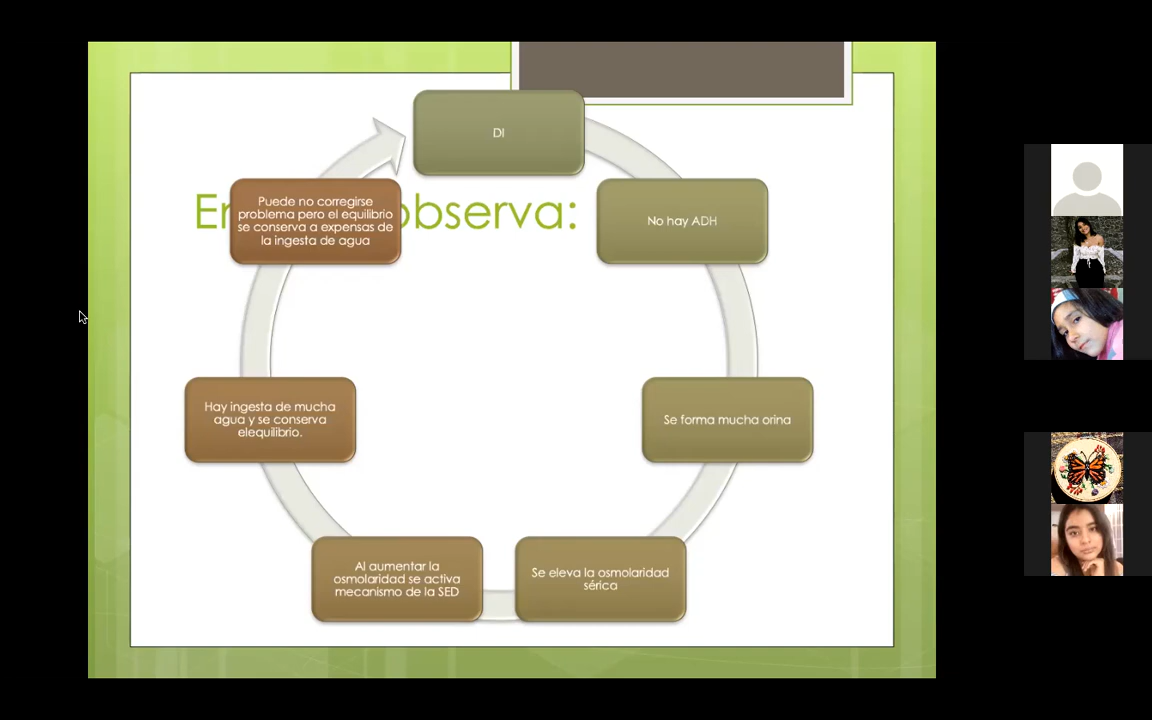 DI
No hay ADH
Se forma mucha orina
Se eleva la osmolaridad
sérica
Al aumentar la
osmolaridad se activa
mecanismo de la SED
Hay ingesta de mucha
agua y se conserva
elequilibrio.
Puede no corregirse
problema pero el equilibrio
se conserva a expensas de
la ingesta de agua
observa: